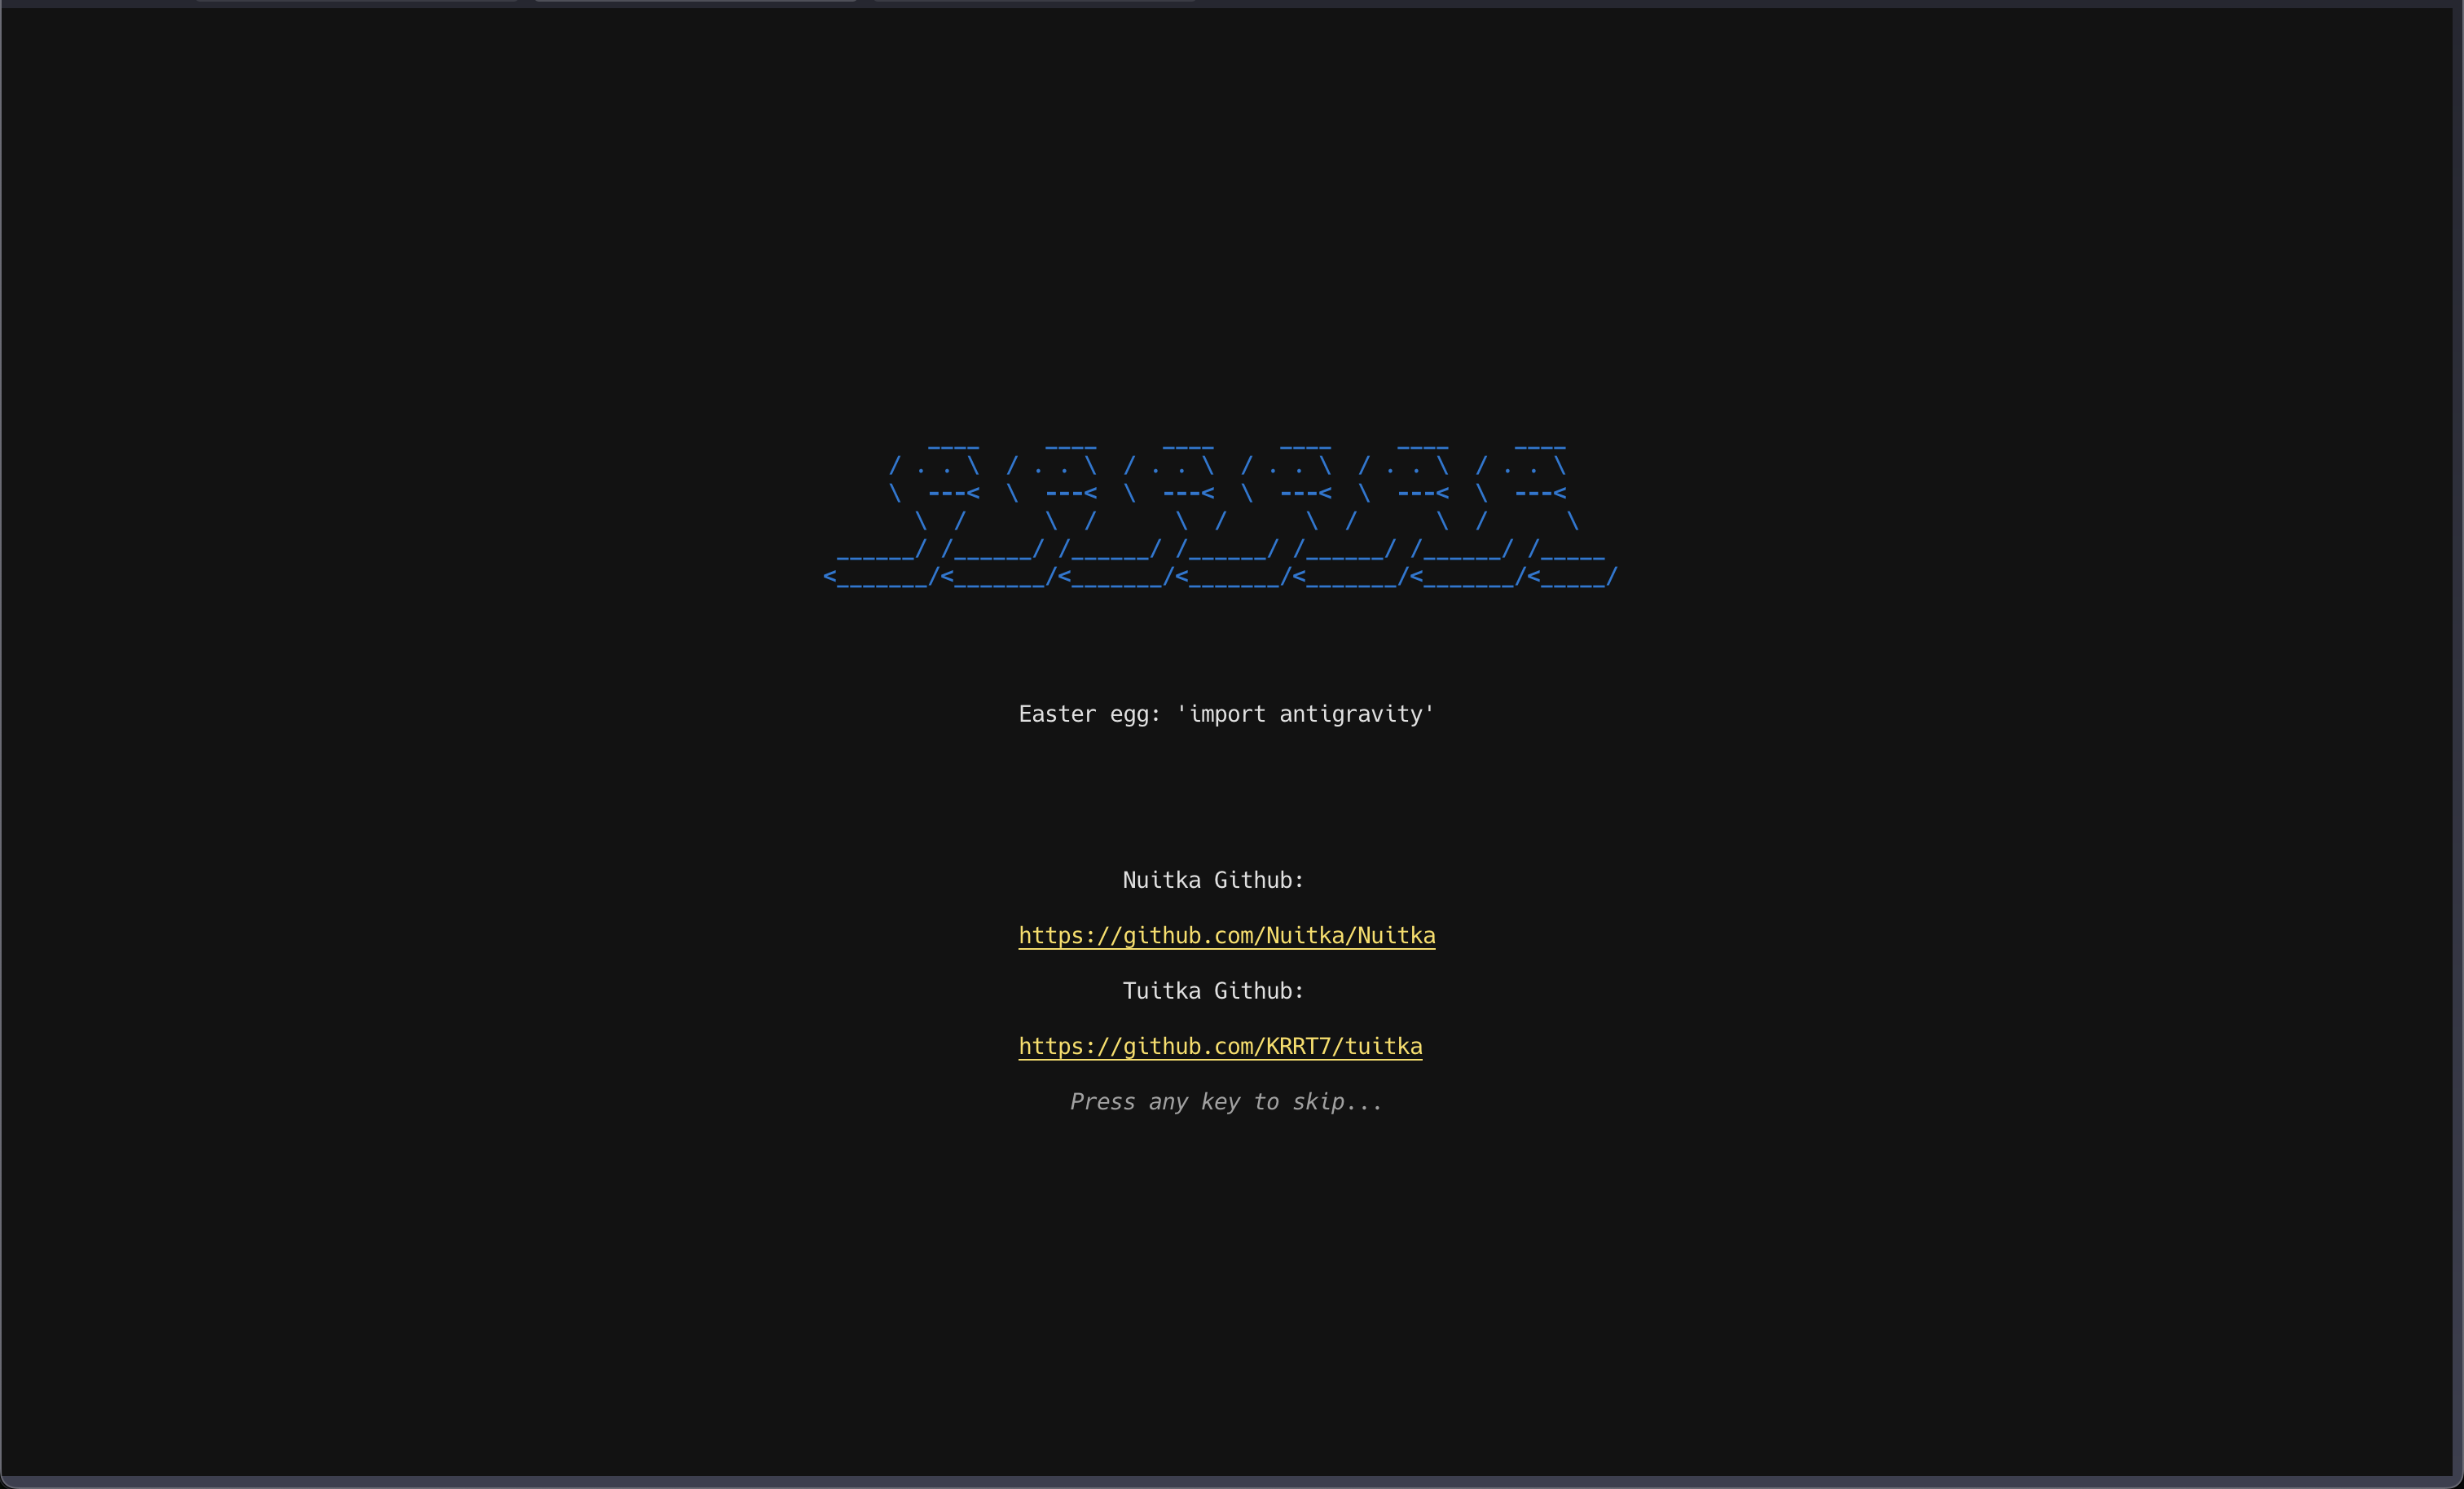 Easter egg: 'import antigravity'
Nuitka Github:
https://github.com/Nuitka/Nuitka
Tuitka Github:
https://github.com/KRRT7/tuitka
Press any key to skip...